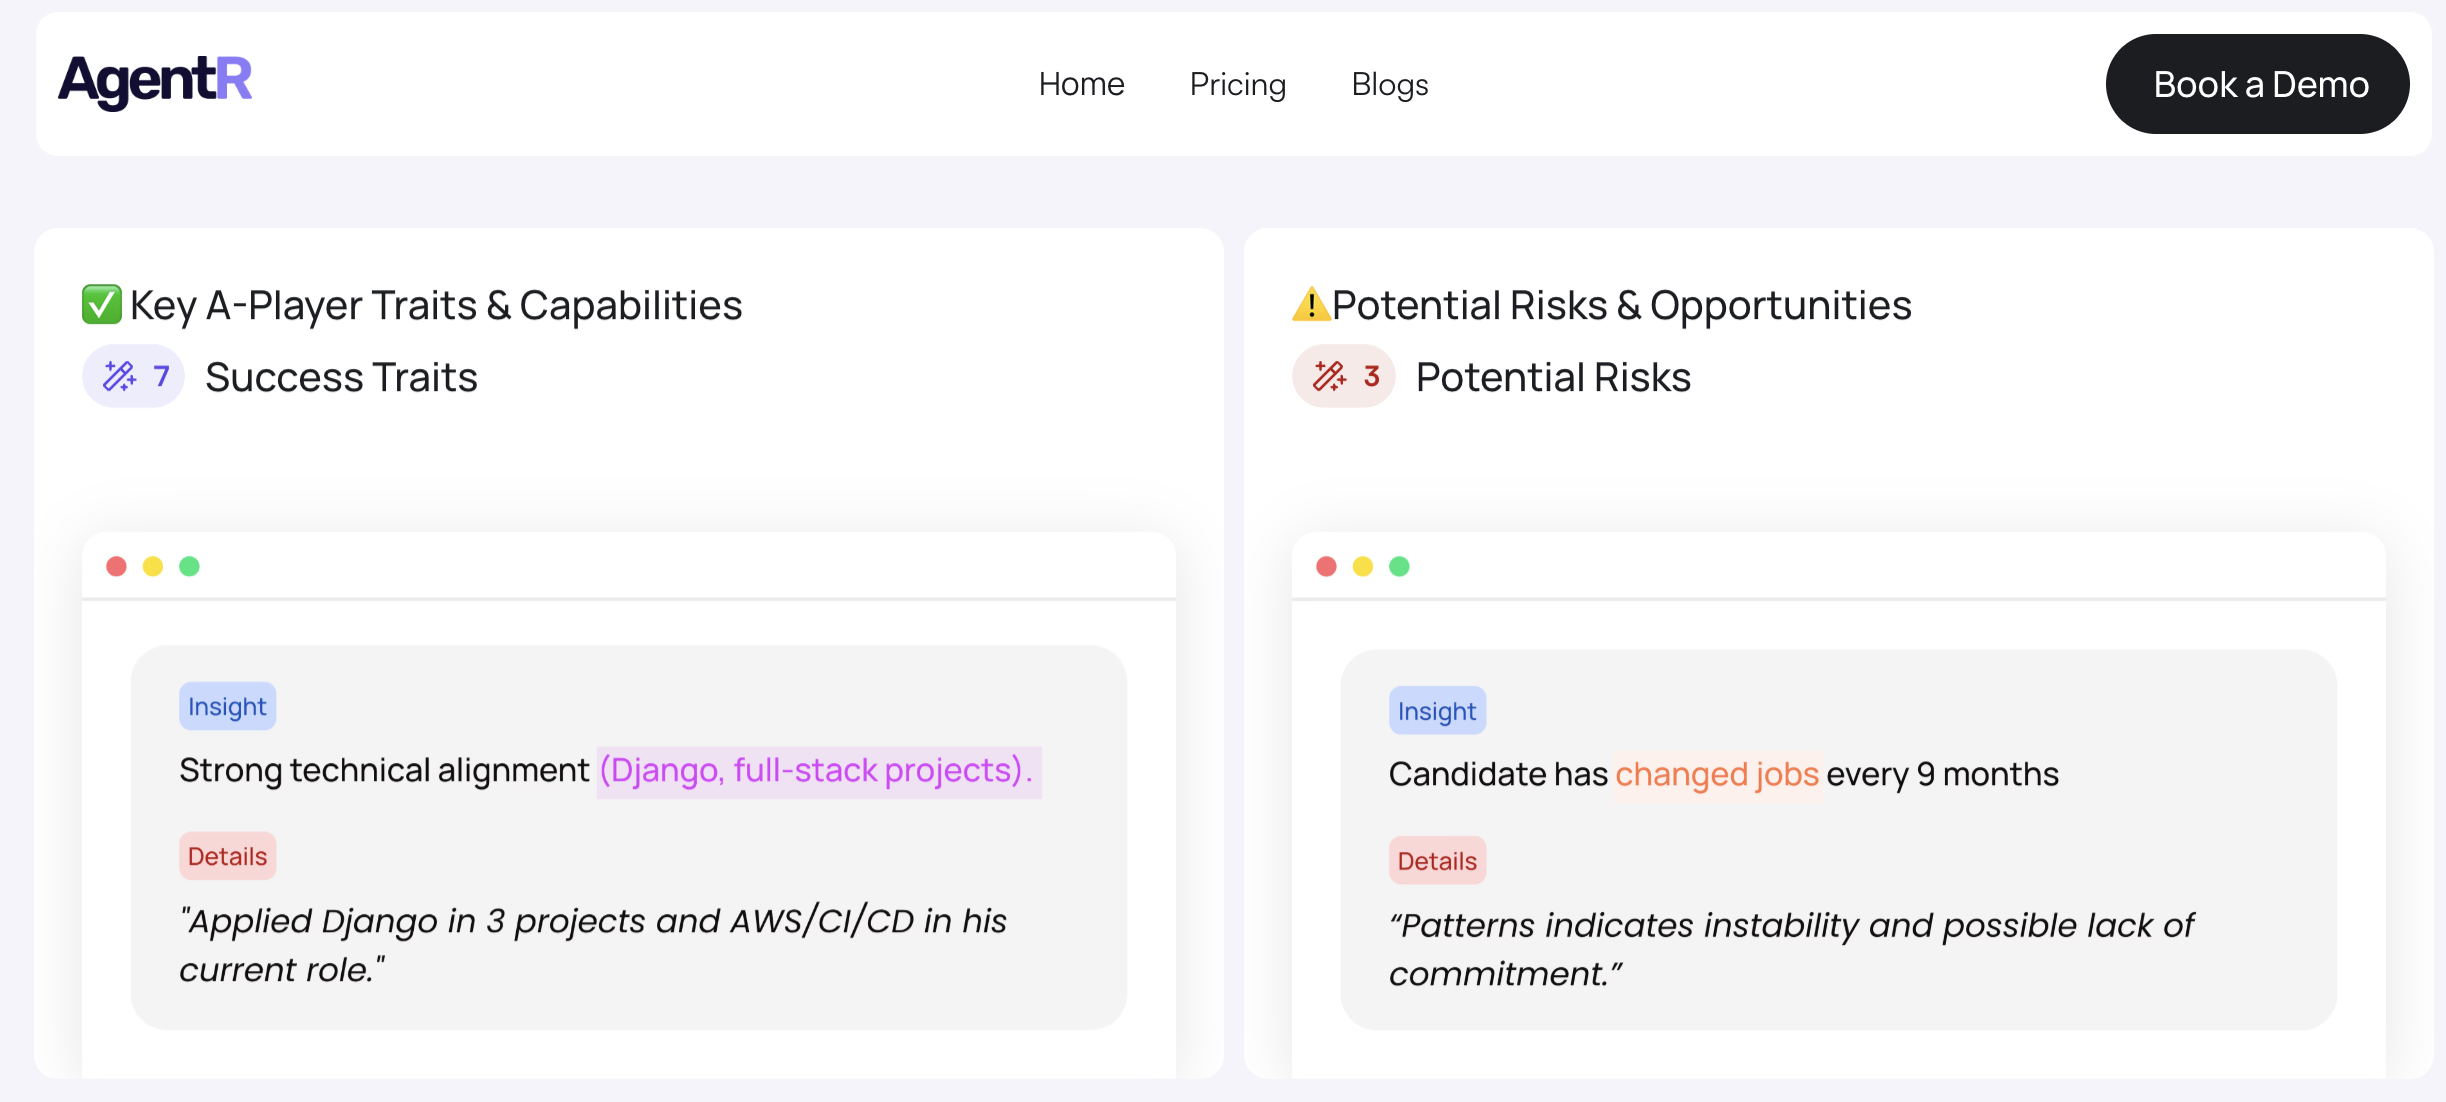 AgentR
Home Pricing Blogs
Book a Demo
✅ Key A-Player Traits & Capabilities
7 Success Traits
Insight
Strong technical alignment (Django, full-stack projects).
Details
"Applied Django in 3 projects and AWS/CI/CD in his
current role."
⚠️Potential Risks & Opportunities
3 Potential Risks
Insight
Candidate has changed jobs every 9 months
Details
“Patterns indicates instability and possible lack of
commitment.”